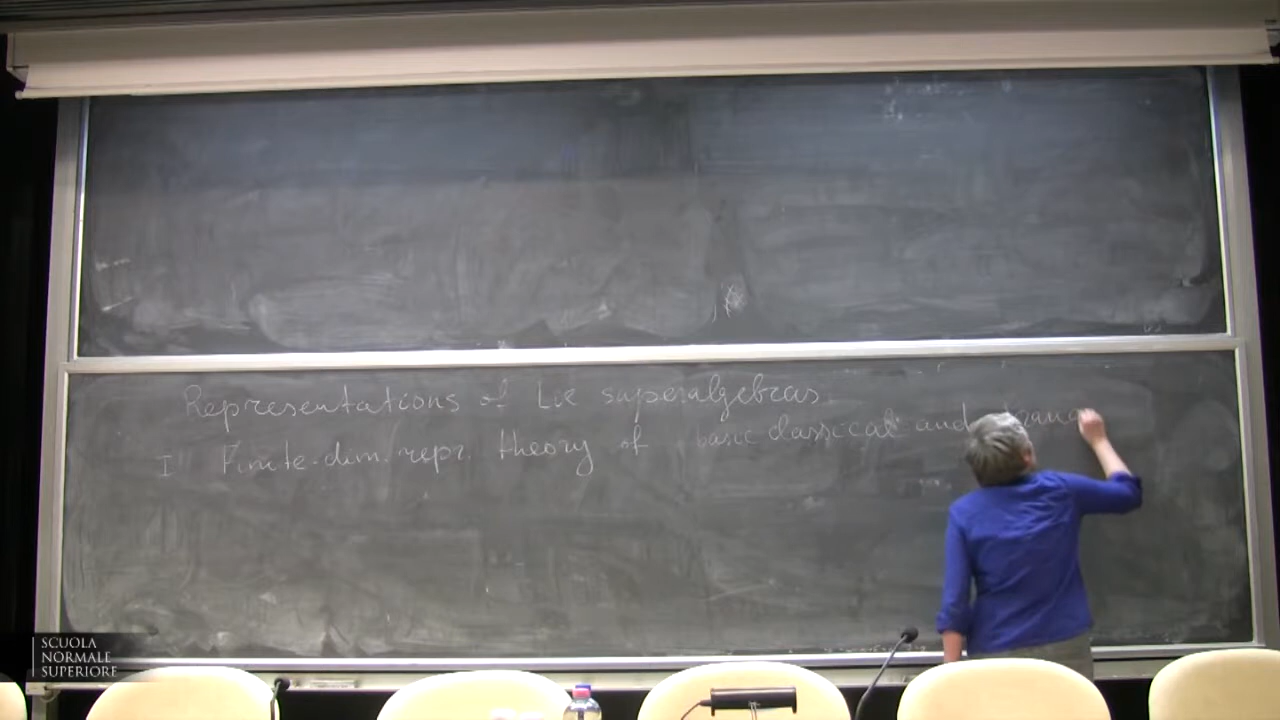 Representations of Lie superalgebras.
I Finite-dim. repr. theory of basic classical and
SCUOLA
NORMALE
SUPERIORE